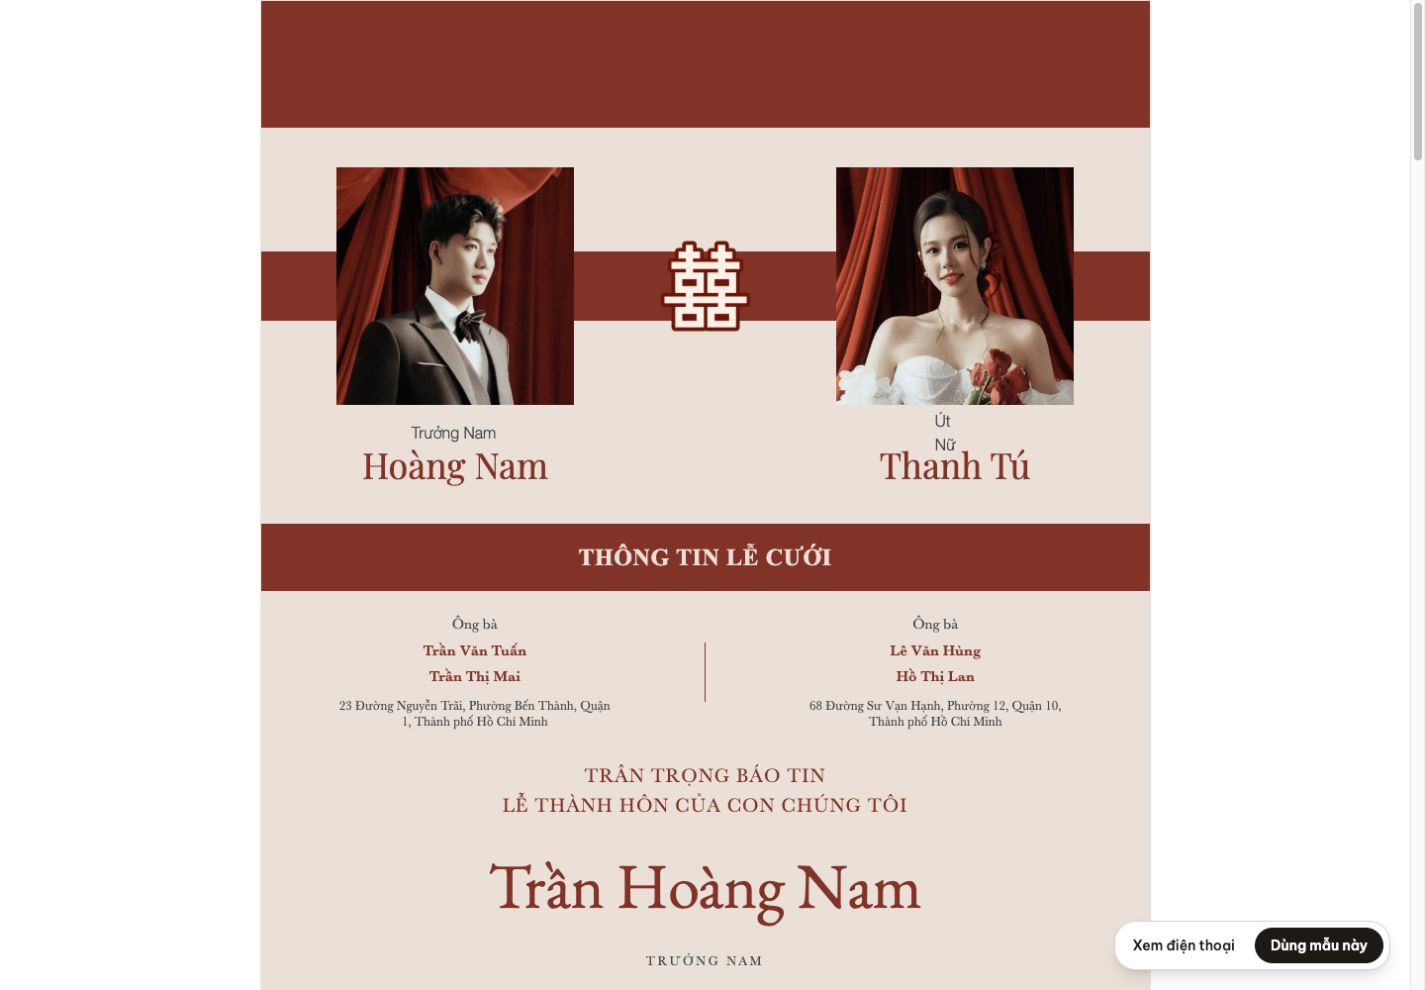 囍
Trưởng Nam
Hoàng Nam
Út
Nữ
Thanh Tú
THÔNG TIN LỄ CƯỚI
Ông bà
Trần Văn Tuấn
Trần Thị Mai
23 Đường Nguyễn Trãi, Phường Bến Thành, Quận
1, Thành phố Hồ Chí Minh
Ông bà
Lê Văn Hùng
Hồ Thị Lan
68 Đường Sư Vạn Hạnh, Phường 12, Quận 10,
Thành phố Hồ Chí Minh
TRÂN TRỌNG BÁO TIN
LỄ THÀNH HÔN CỦA CON CHÚNG TÔI
Trần Hoàng Nam
TRƯỞNG NAM
Xem điện thoại
Dùng mẫu này